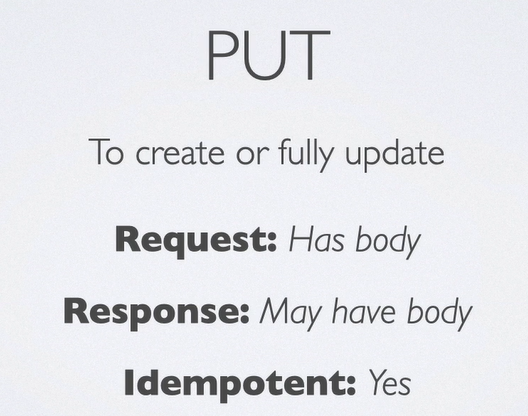 PUT
To create or fully update
Request: Has body
Response: May have body
Idempotent: Yes